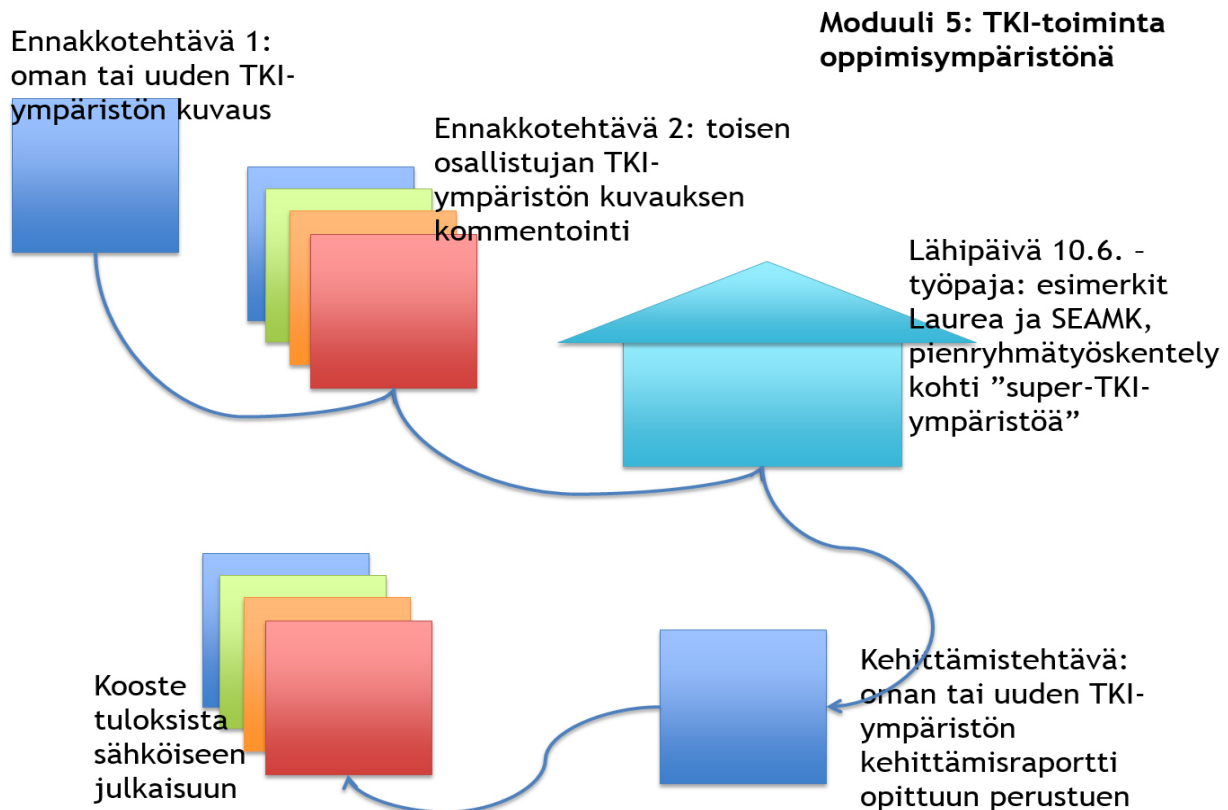 Moduuli 5: TKI-toiminta
oppimisympäristönä
Ennakkotehtävä 1:
oman tai uuden TKI-
ympäristön kuvaus
Ennakkotehtävä 2: toisen
osallistujan TKI-
ympäristön kuvauksen
kommentointi
Lähipäivä 10.6. –
työpaja: esimerkit
Laurea ja SEAMK,
pienryhmätyöskentely
kohti ”super-TKI-
ympäristöä”
Kehittämistehtävä:
oman tai uuden TKI-
ympäristön
kehittämisraportti
opittuun perustuen
Kooste
tuloksista
sähköiseen
julkaisuun